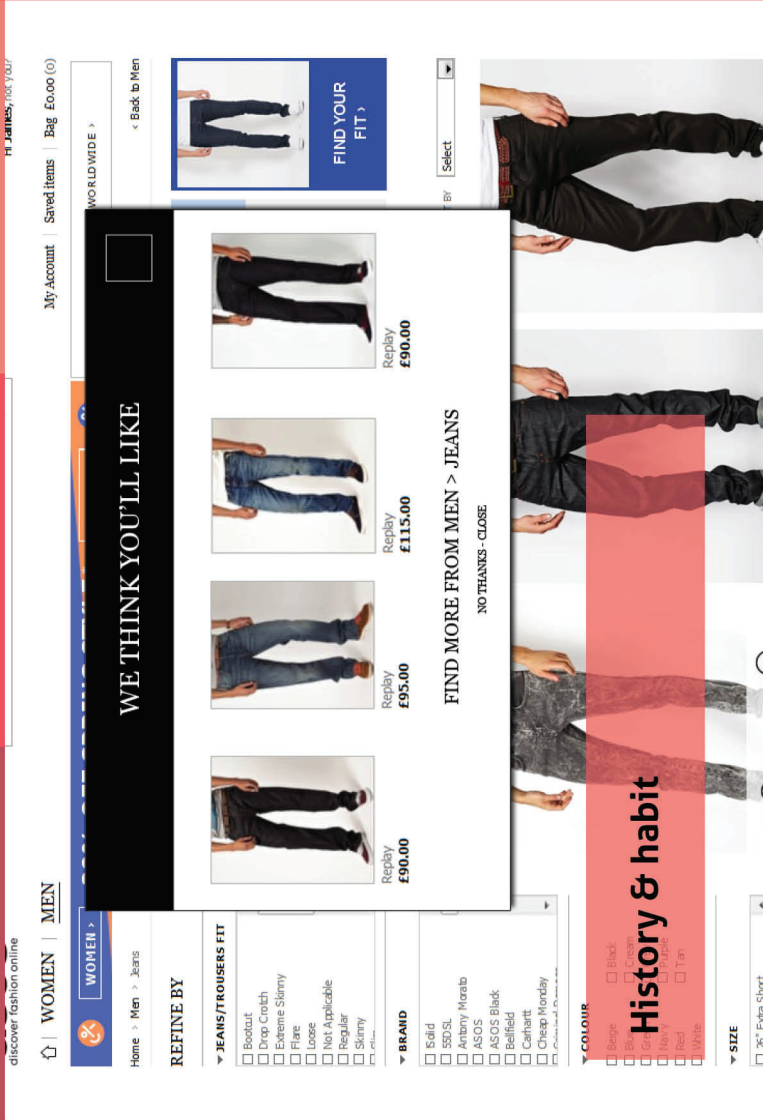 discover fashion online
Hi James, not you?
WOMEN | MEN
My Account | Saved items | Bag £0.00 (0)
WOMEN >
WORLDWIDE >
Home > Men > Jeans
< Back to Men
REFINE BY
JEANS/TROUSERS FIT
Bootcut
Drop Crotch
Extreme Skinny
Flare
Loose
Not Applicable
Regular
Skinny
BRAND
!Solid
55DSL
Antony Morato
ASOS
ASOS Black
Bellfield
Carhartt
Cheap Monday
COLOUR
Beige
Black
Cream
Navy
Purple
Red
Tan
White
SIZE
26" Extra Short
WE THINK YOU'LL LIKE
Replay
£90.00
Replay
£95.00
Replay
£115.00
Replay
£90.00
FIND MORE FROM MEN > JEANS
NO THANKS - CLOSE
FIND YOUR
FIT >
BY
Select
History & habit